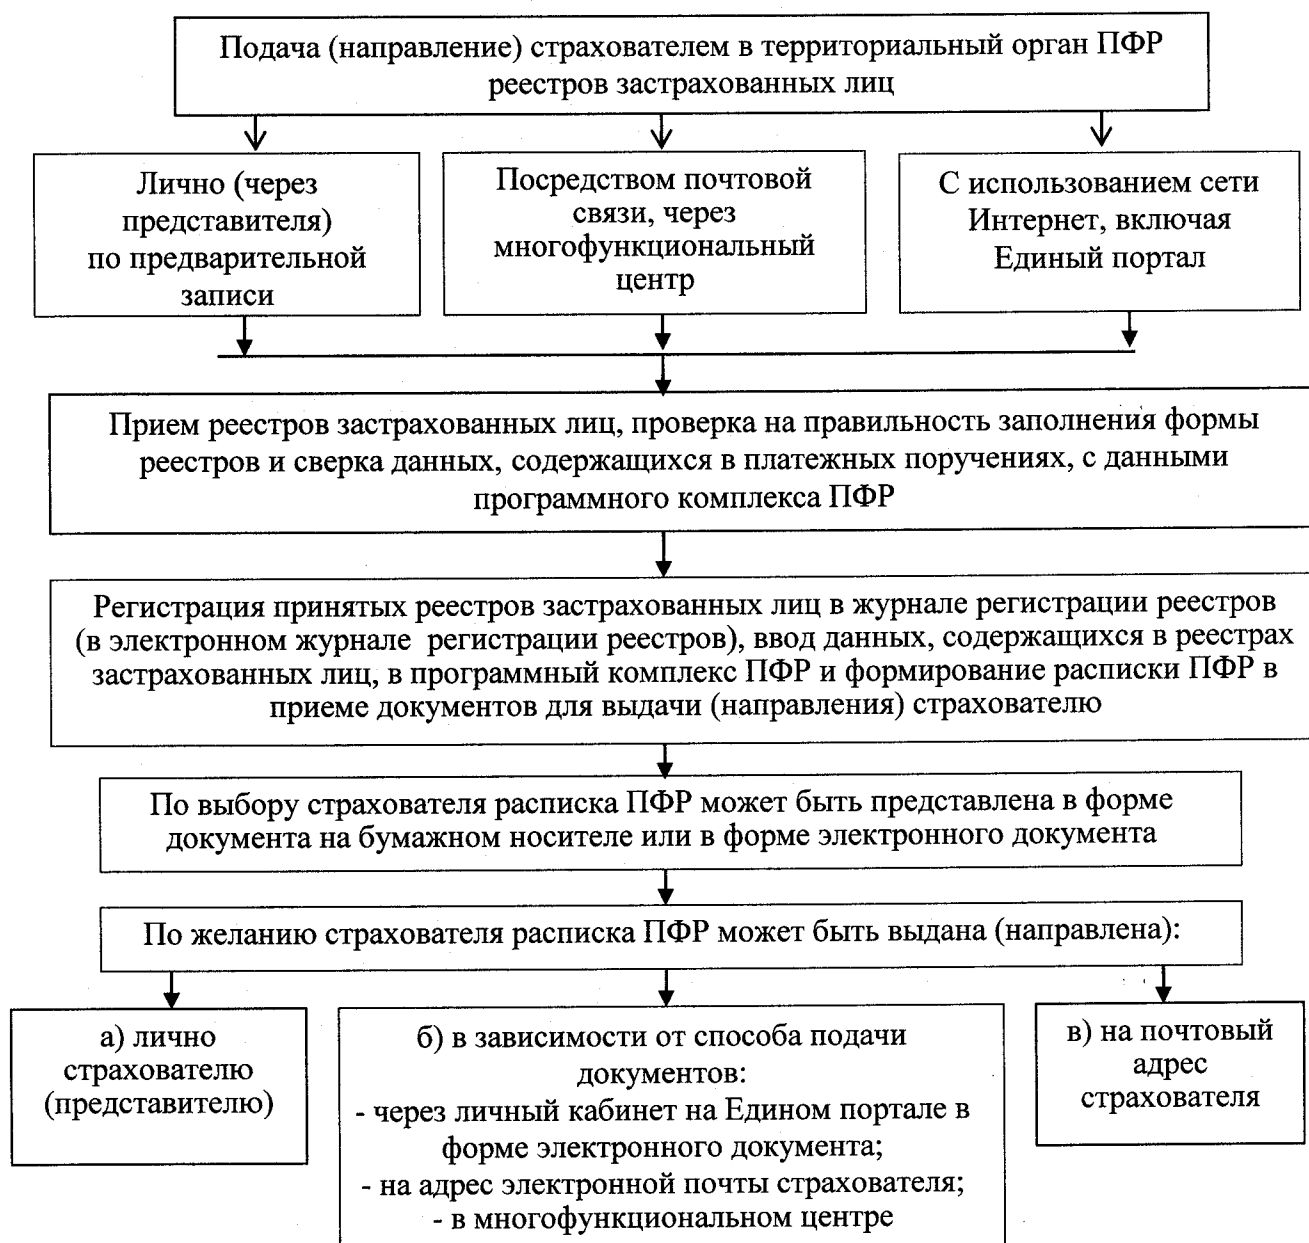 Подача (направление) страхователем в территориальный орган ПФР
реестров застрахованных лиц
Лично (через
представителя)
по предварительной
записи
Посредством почтовой
связи, через
многофункциональный
центр
С использованием сети
Интернет, включая
Единый портал
Прием реестров застрахованных лиц, проверка на правильность заполнения формы
реестров и сверка данных, содержащихся в платежных поручениях, с данными
программного комплекса ПФР
Регистрация принятых реестров застрахованных лиц в журнале регистрации реестров
(в электронном журнале регистрации реестров), ввод данных, содержащихся в реестрах
застрахованных лиц, в программный комплекс ПФР и формирование расписки ПФР в
приеме документов для выдачи (направления) страхователю
По выбору страхователя расписка ПФР может быть представлена в форме
документа на бумажном носителе или в форме электронного документа
По желанию страхователя расписка ПФР может быть выдана (направлена):
а) лично
страхователю
(представителю)
б) в зависимости от способа подачи
документов:
- через личный кабинет на Едином портале в
форме электронного документа;
- на адрес электронной почты страхователя;
- в многофункциональном центре
в) на почтовый
адрес
страхователя